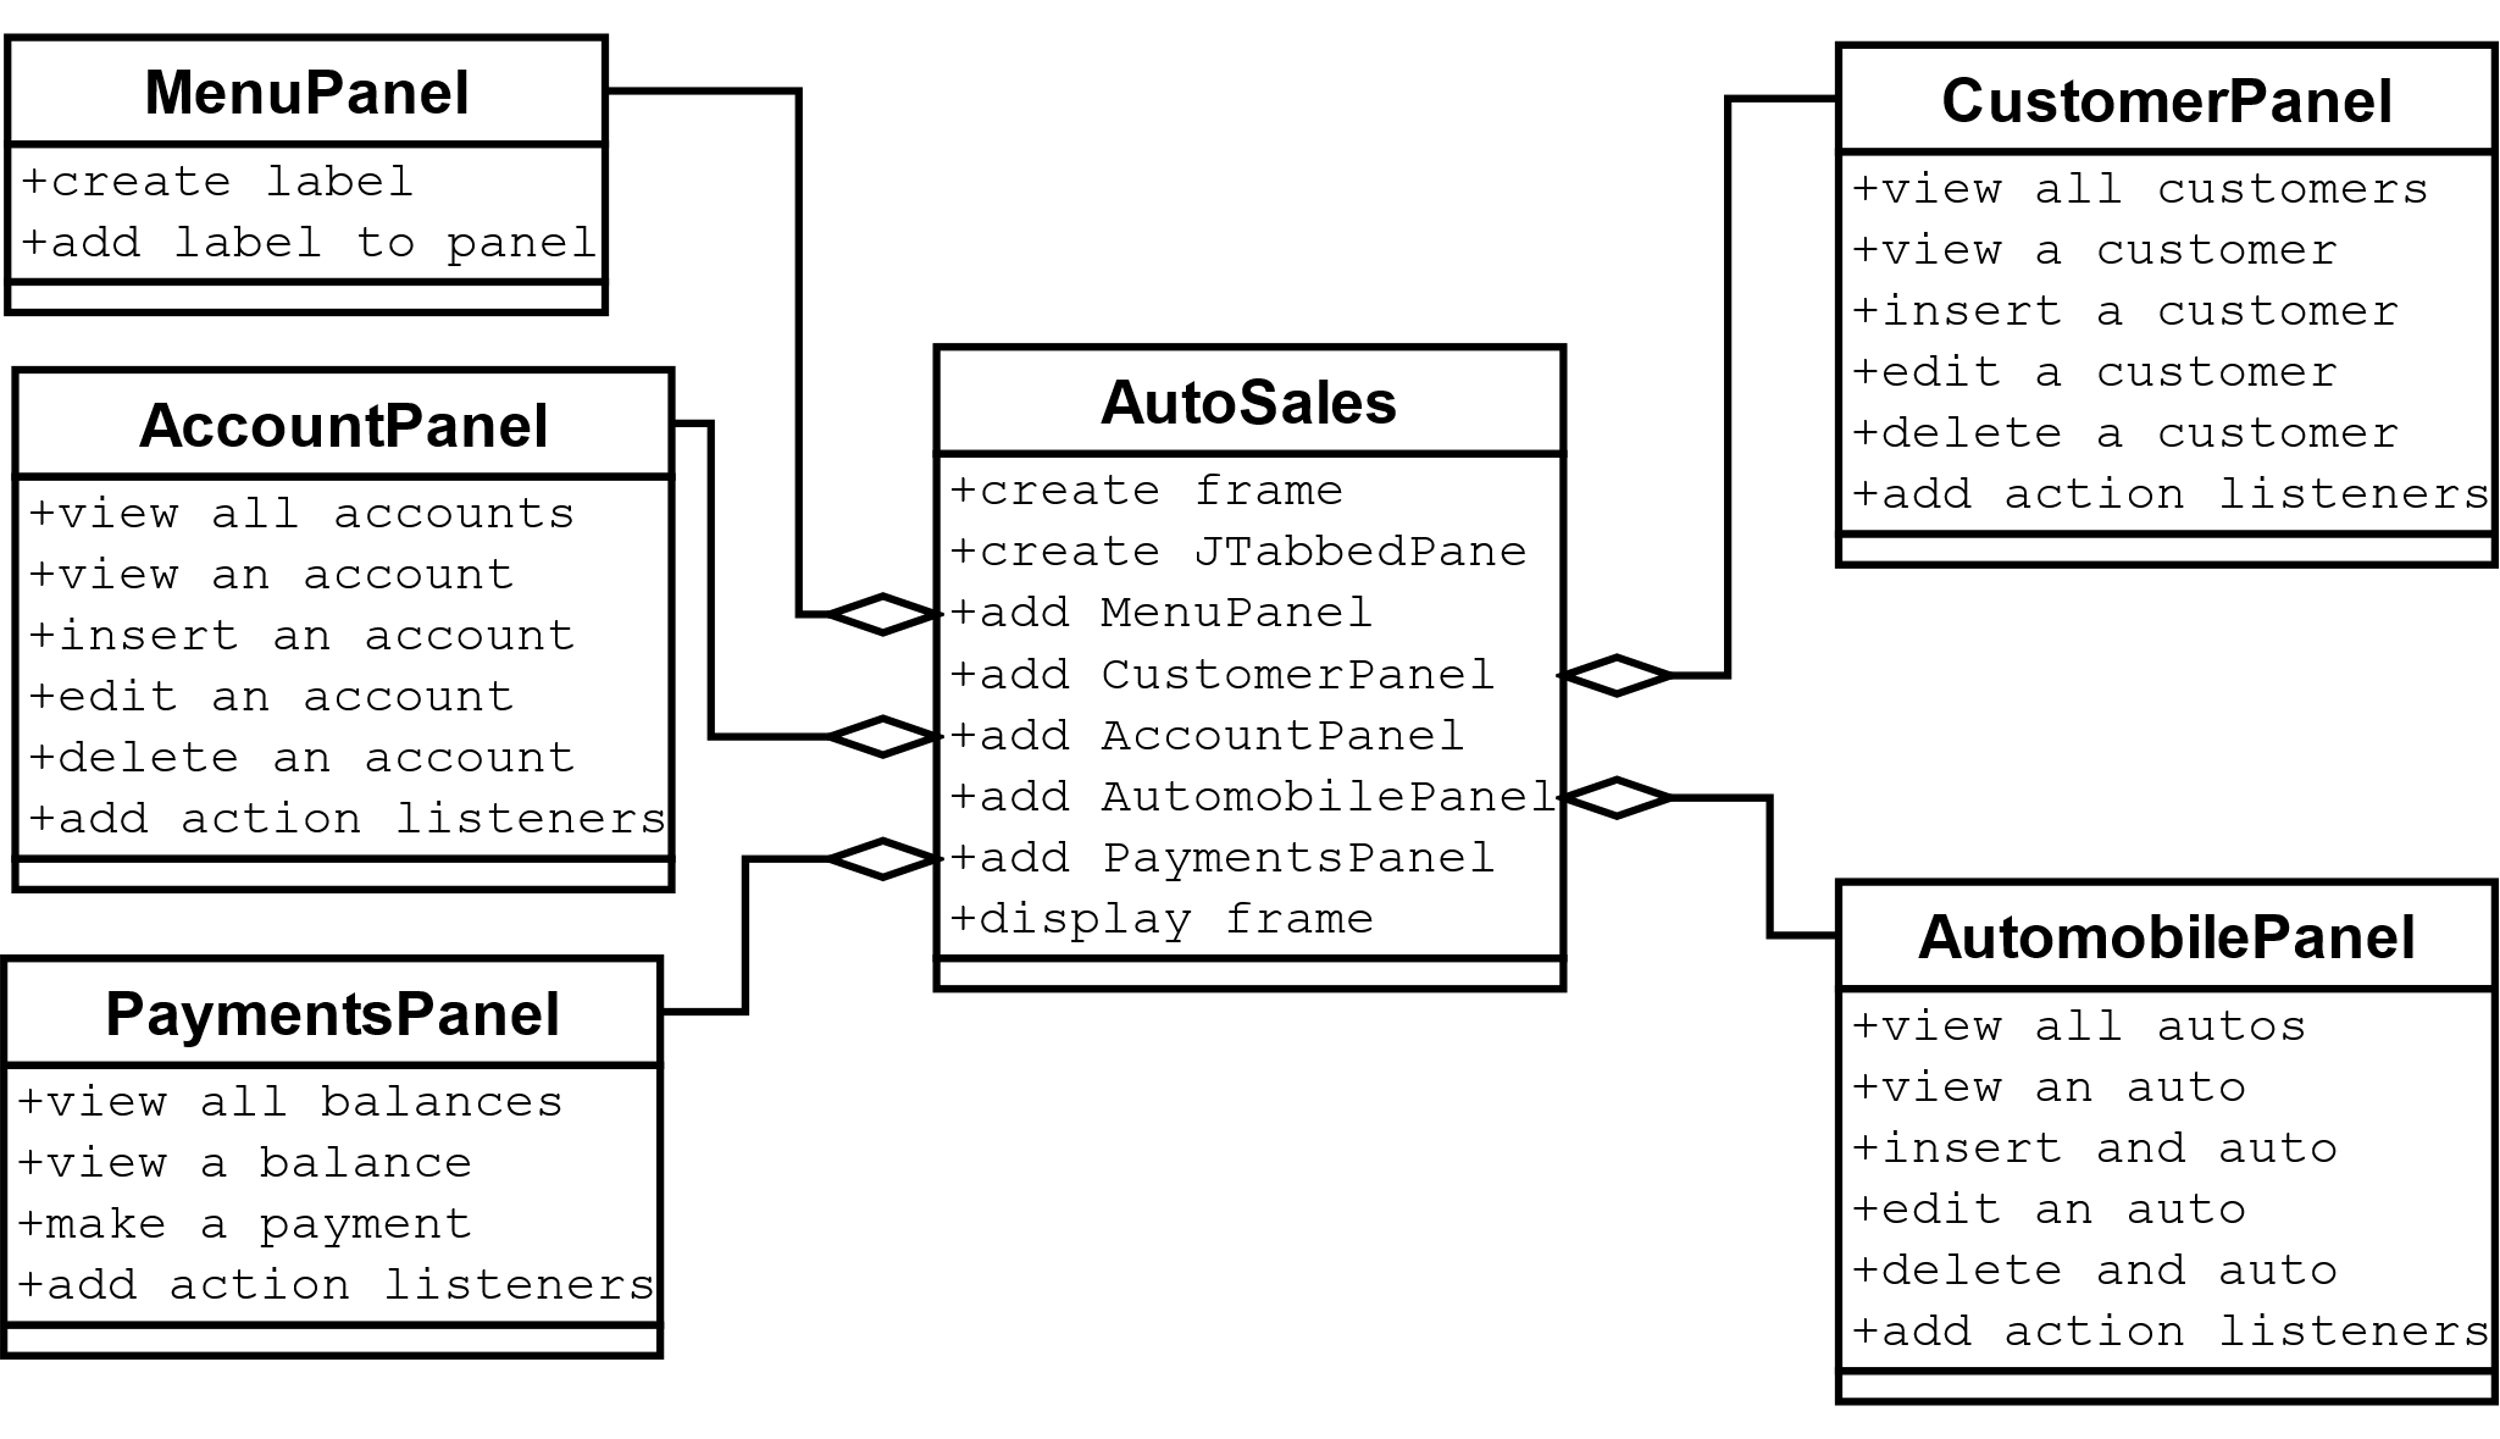 MenuPanel
+create label
+add label to panel
AccountPanel
+view all accounts
+view an account
+insert an account
+edit an account
+delete an account
+add action listeners
PaymentsPanel
+view all balances
+view a balance
+make a payment
+add action listeners
AutoSales
+create frame
+create JTabbedPane
+add MenuPanel
+add CustomerPanel
+add AccountPanel
+add AutomobilePanel
+add PaymentsPanel
+display frame
CustomerPanel
+view all customers
+view a customer
+insert a customer
+edit a customer
+delete a customer
+add action listeners
AutomobilePanel
+view all autos
+view an auto
+insert and auto
+edit an auto
+delete and auto
+add action listeners